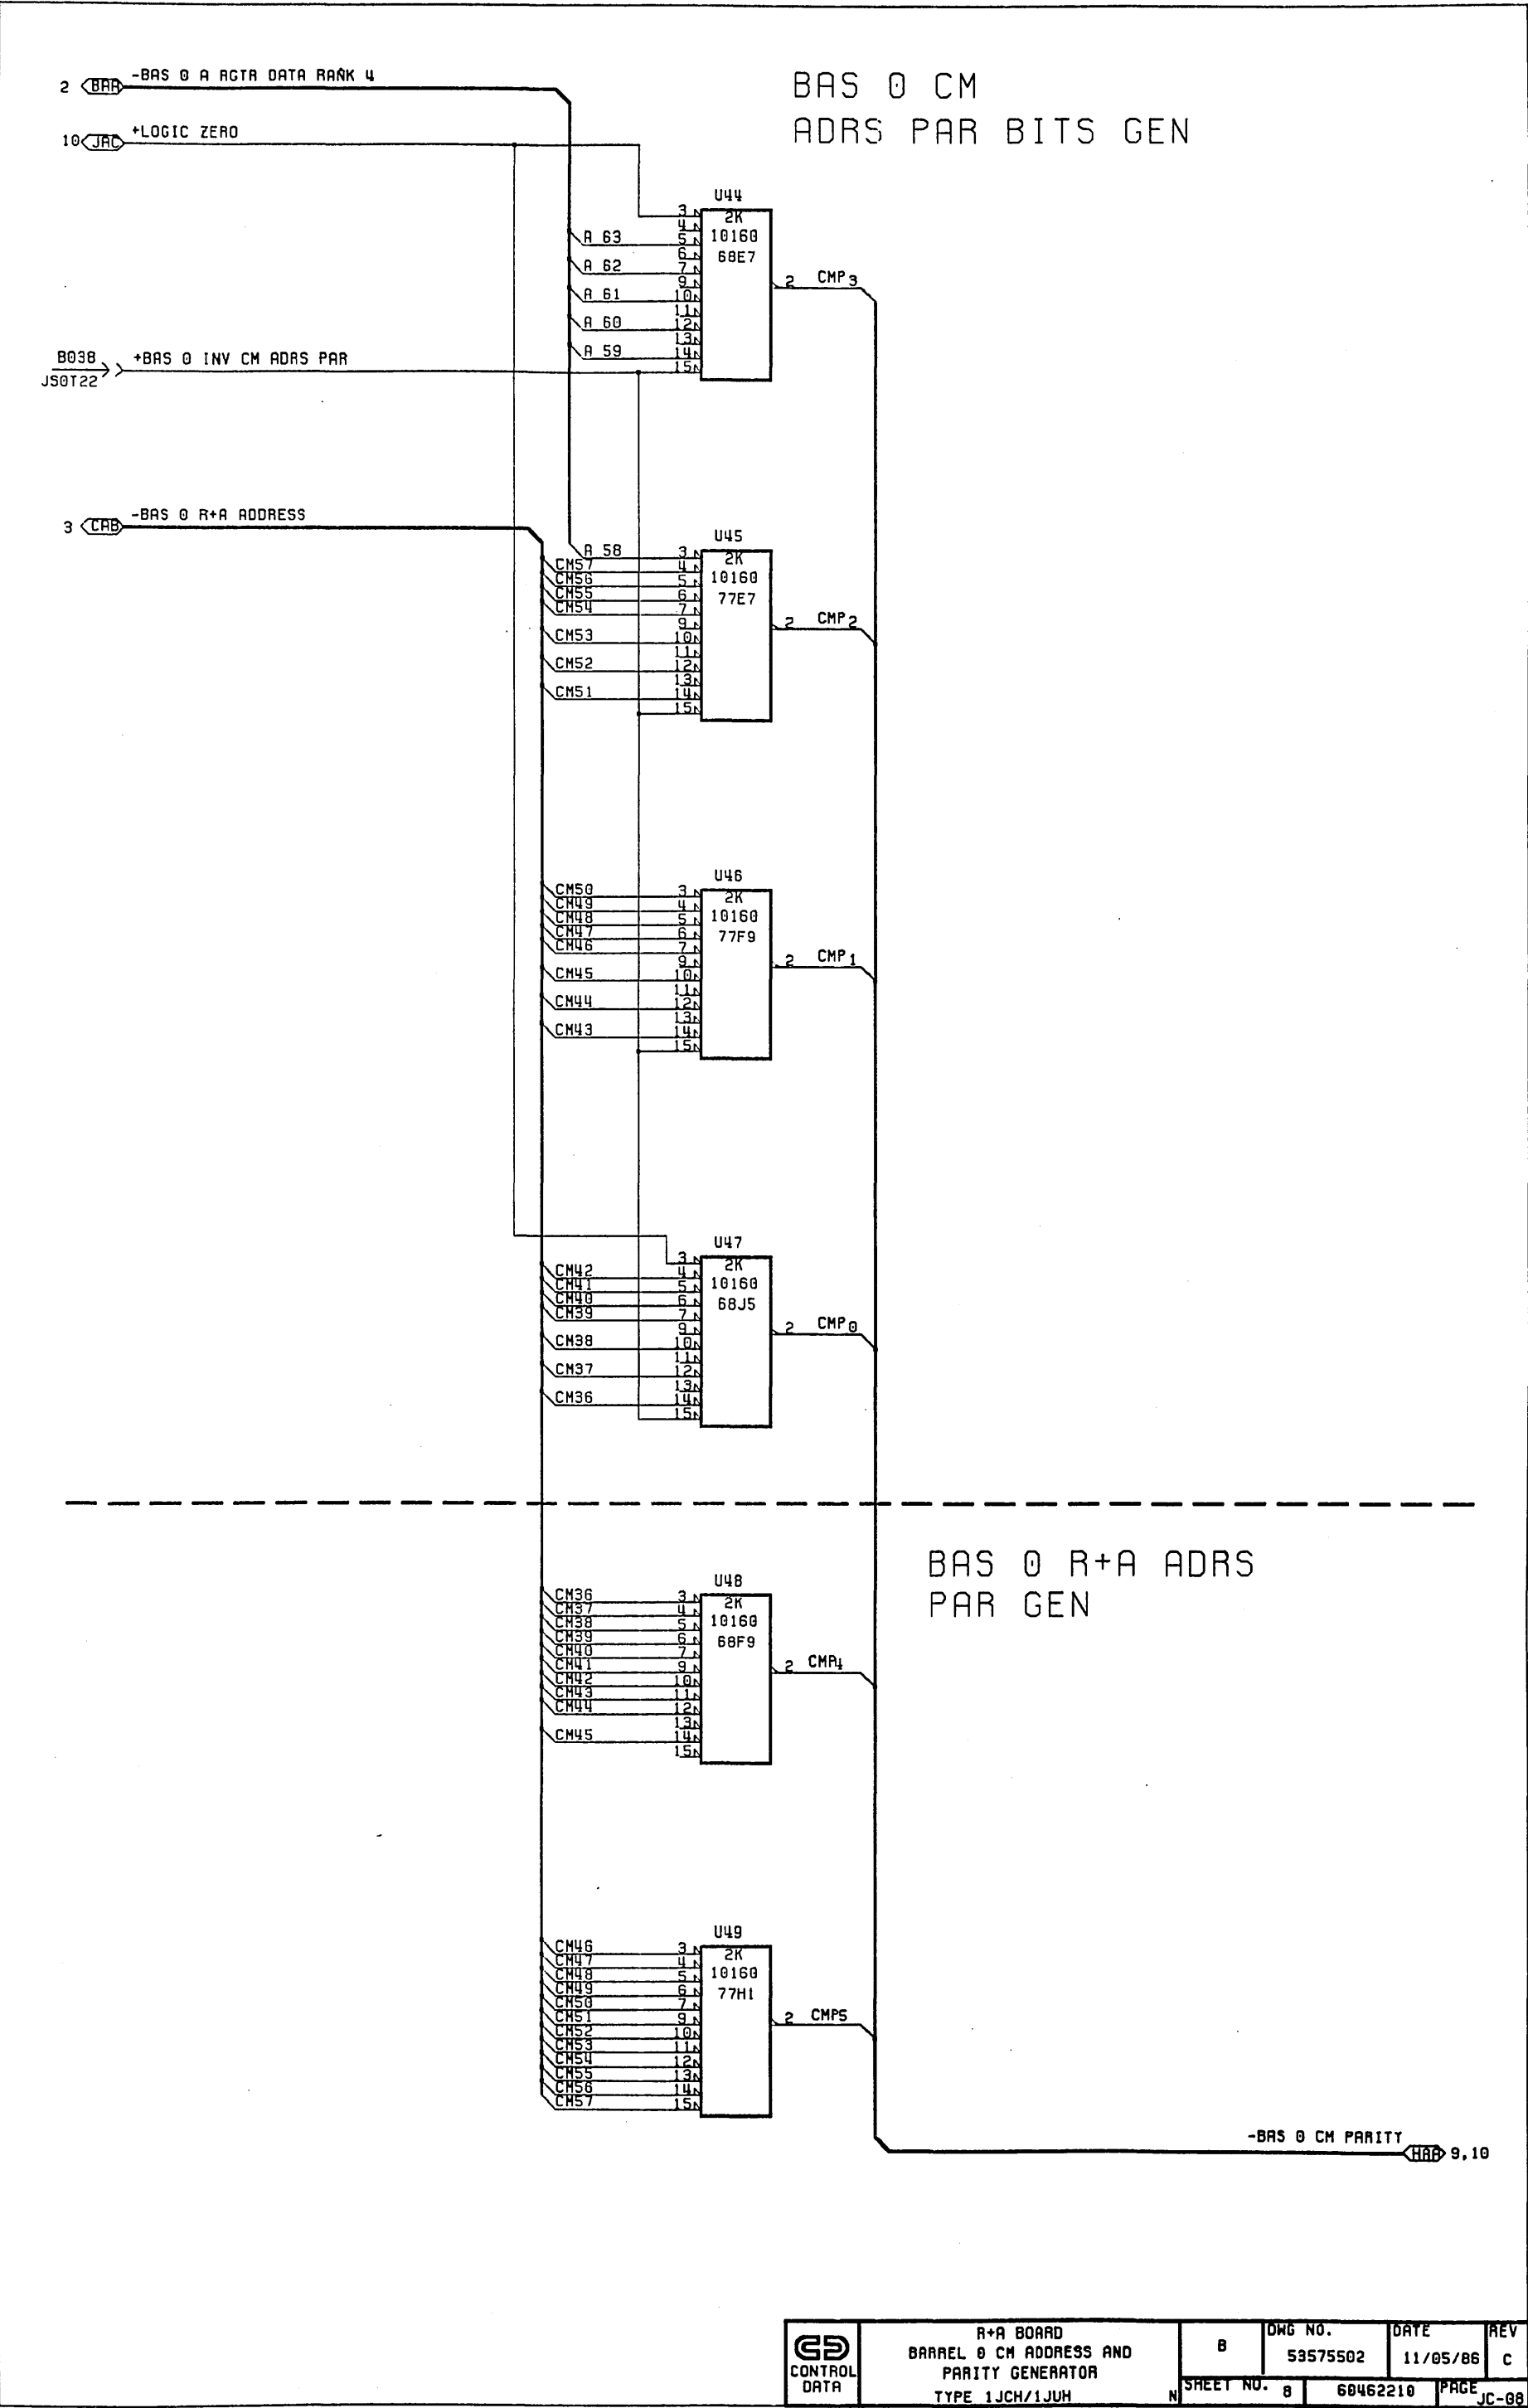 BAS 0 CM
ADRS PAR BITS GEN
2 BAA -BAS 0 A RGTR DATA RANK 4
10 JAC +LOGIC ZERO
B038
JS0T22
+BAS 0 INV CM ADRS PAR
3 CAB -BAS 0 R+A ADDRESS
U44
2K
10160
68E7
3
4
A 63 5
6
A 62 7
9
A 61 10
11
A 60 12
13
A 59 14
15
2 CMP3
U45
2K
10160
77E7
A 58 3
CM57 4
CM56 5
CM55 6
CM54 7
9
CM53 10
11
CM52 12
13
CM51 14
15
2 CMP2
U46
2K
10160
77F9
CM50 3
CM49 4
CM48 5
CM47 6
CM46 7
9
CM45 10
11
CM44 12
13
CM43 14
15
2 CMP1
U47
2K
10160
68J5
3
CM42 4
CM41 5
CM40 6
CM39 7
9
CM38 10
11
CM37 12
13
CM36 14
15
2 CMP0
BAS 0 R+A ADRS
PAR GEN
U48
2K
10160
68F9
CM36 3
CM37 4
CM38 5
CM39 6
CM40 7
CM41 9
CM42 10
CM43 11
CM44 12
13
CM45 14
15
2 CMP4
U49
2K
10160
77H1
CM46 3
CM47 4
CM48 5
CM49 6
CM50 7
CM51 9
CM52 10
CM53 11
CM54 12
CM55 13
CM56 14
CM57 15
2 CMP5
-BAS 0 CM PARITY HAA 9,10
CONTROL
DATA
R+A BOARD
BARREL 0 CM ADDRESS AND
PARITY GENERATOR
TYPE 1JCH/1JUH N
B
DWG NO.
53575502
DATE
11/05/86
REV
C
SHEET NO. 8
60462210
PAGE JC-08